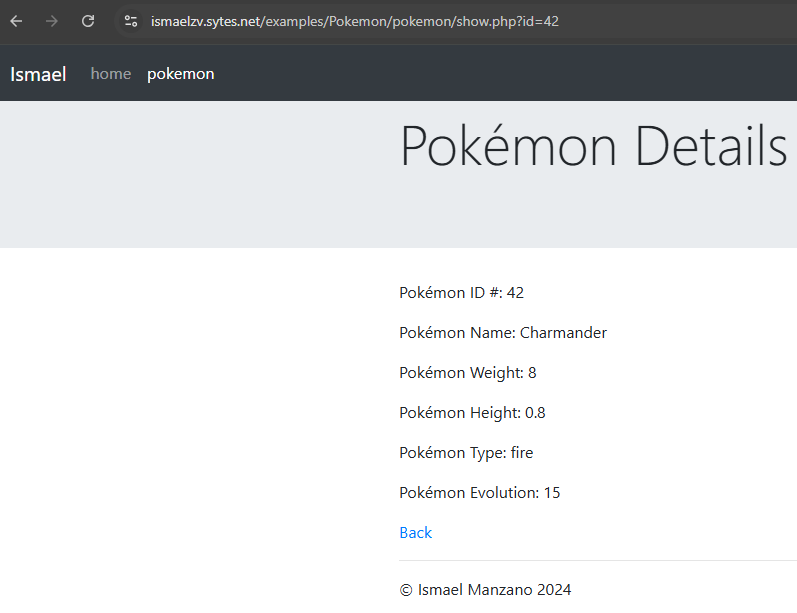 ismaelzv.sytes.net/examples/Pokemon/pokemon/show.php?id=42
Ismael home pokemon
Pokémon Details
Pokémon ID #: 42
Pokémon Name: Charmander
Pokémon Weight: 8
Pokémon Height: 0.8
Pokémon Type: fire
Pokémon Evolution: 15
Back
© Ismael Manzano 2024